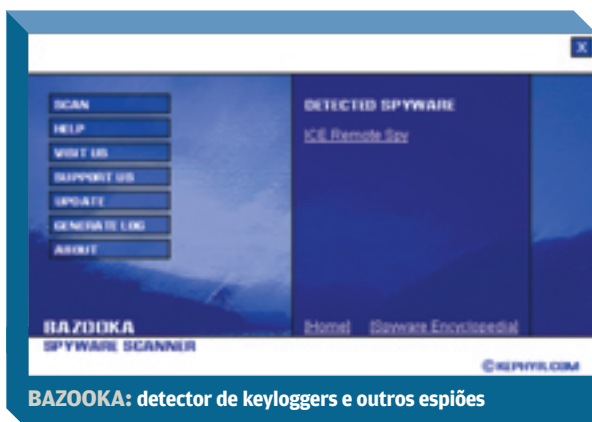 X
SCAN
HELP
VISIT US
SUPPORT US
UPDATE
GENERATE LOG
ABOUT
DETECTED SPYWARE
ICE Remote Spy
BAZOOKA
SPYWARE SCANNER
[Home] [Spyware Encyclopedia]
©KEPHYR.COM
BAZOOKA: detector de keyloggers e outros espiões